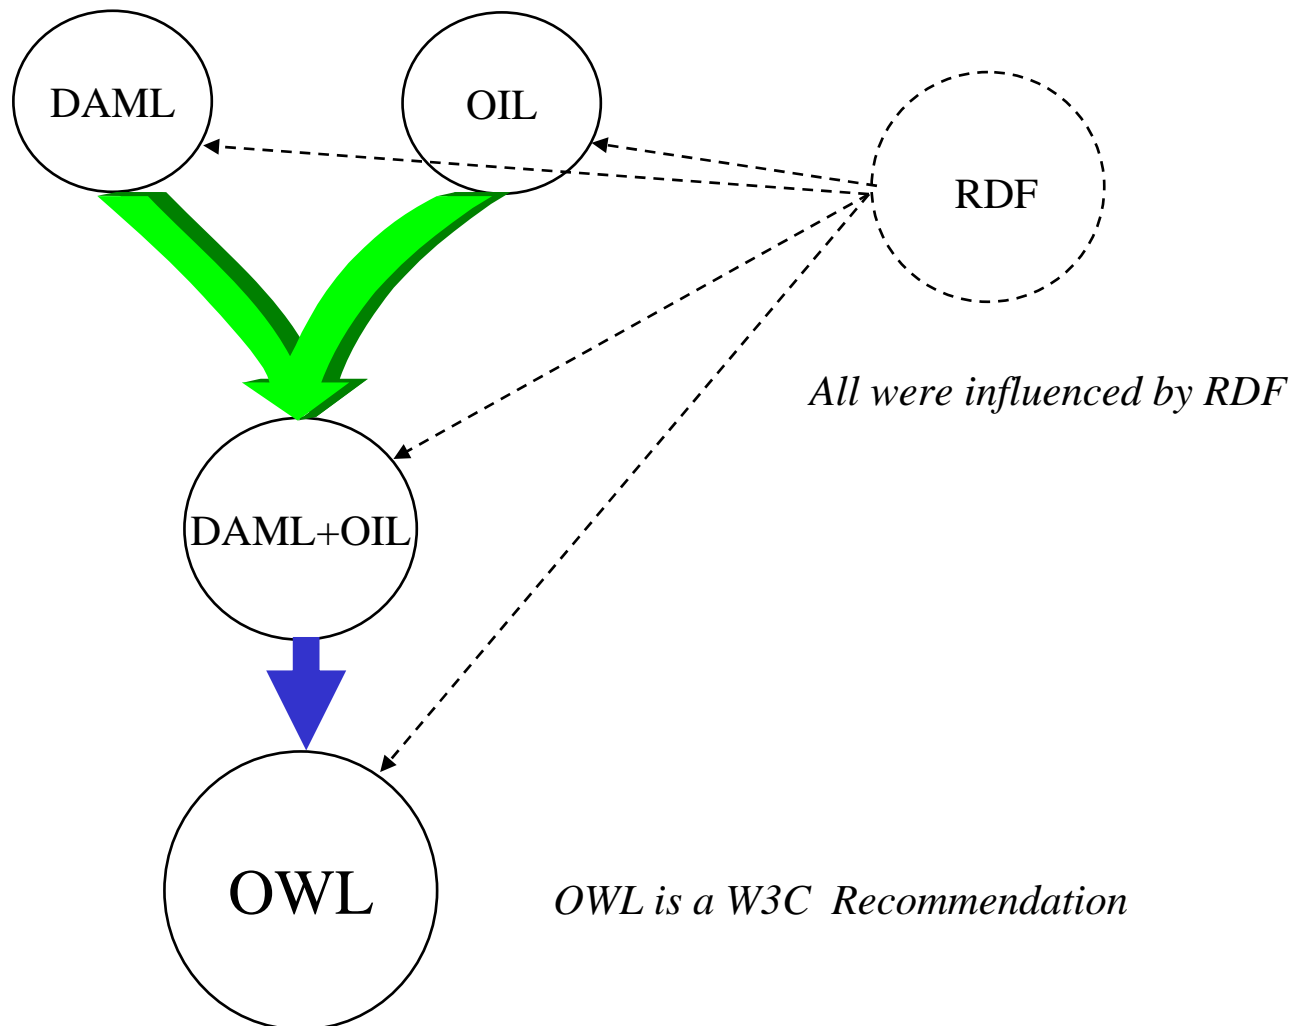 DAML
OIL
RDF
All were influenced by RDF
DAML+OIL
OWL
OWL is a W3C  Recommendation